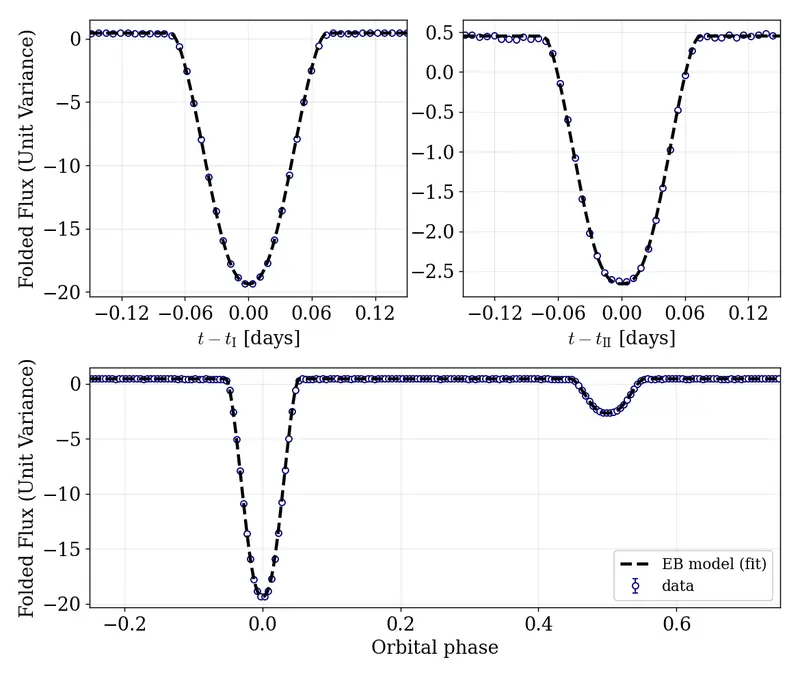 Folded Flux (Unit Variance)
0
−5
−10
−15
−20
−0.12 −0.06 0.00 0.06 0.12
t − tI [days]
0.5
0.0
−0.5
−1.0
−1.5
−2.0
−2.5
−0.12 −0.06 0.00 0.06 0.12
t − tII [days]
Folded Flux (Unit Variance)
0
−5
−10
−15
−20
−0.2 0.0 0.2 0.4 0.6
Orbital phase
EB model (fit)
data